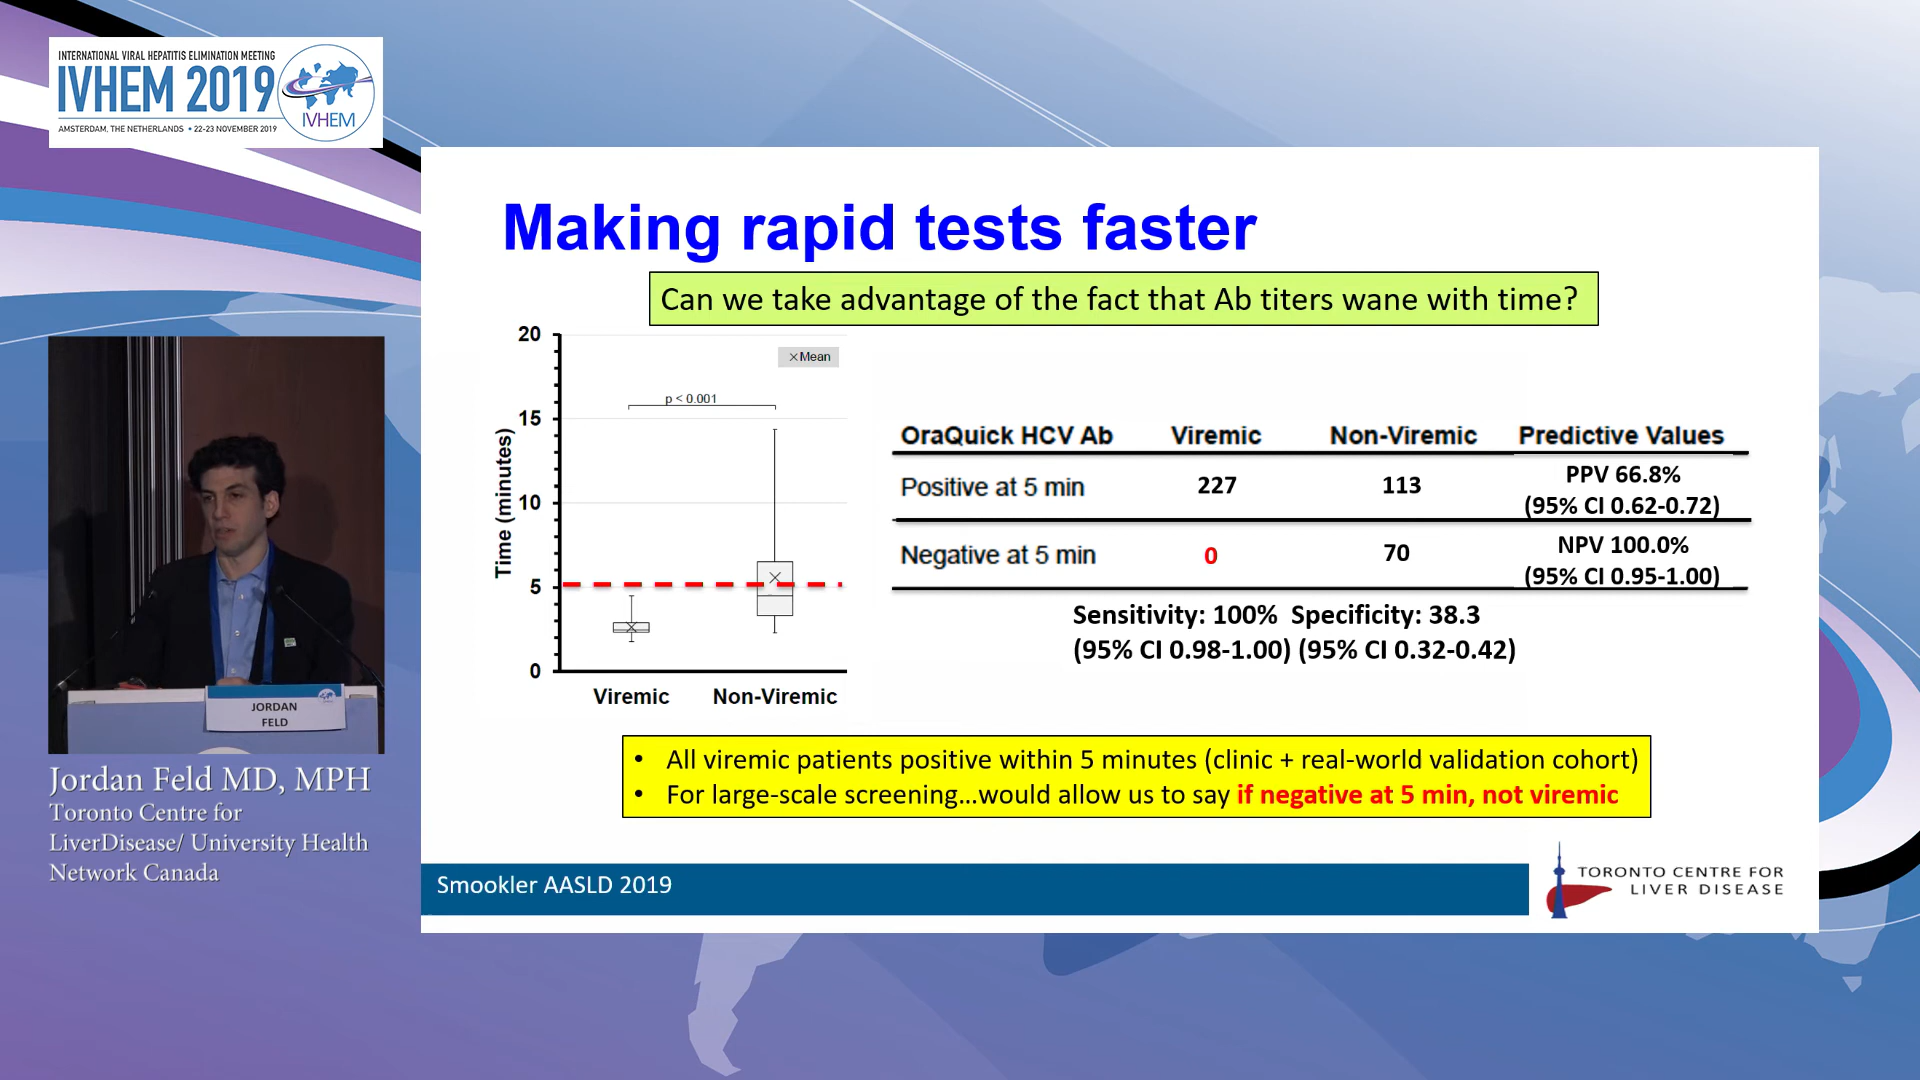 INTERNATIONAL VIRAL HEPATITIS ELIMINATION MEETING
IVHEM 2019
AMSTERDAM, THE NETHERLANDS • 22-23 NOVEMBER 2019
IVHEM
Making rapid tests faster
Can we take advantage of the fact that Ab titers wane with time?
20
15
10
5
0
Time (minutes)
×Mean
p < 0.001
Viremic Non-Viremic
OraQuick HCV Ab Viremic Non-Viremic Predictive Values
Positive at 5 min 227 113 PPV 66.8%
(95% CI 0.62-0.72)
Negative at 5 min 0 70 NPV 100.0%
(95% CI 0.95-1.00)
Sensitivity: 100% Specificity: 38.3
(95% CI 0.98-1.00) (95% CI 0.32-0.42)
• All viremic patients positive within 5 minutes (clinic + real-world validation cohort)
• For large-scale screening...would allow us to say if negative at 5 min, not viremic
Smookler AASLD 2019
TORONTO CENTRE FOR
LIVER DISEASE
JORDAN
FELD
Jordan Feld MD, MPH
Toronto Centre for
LiverDisease/ University Health
Network Canada